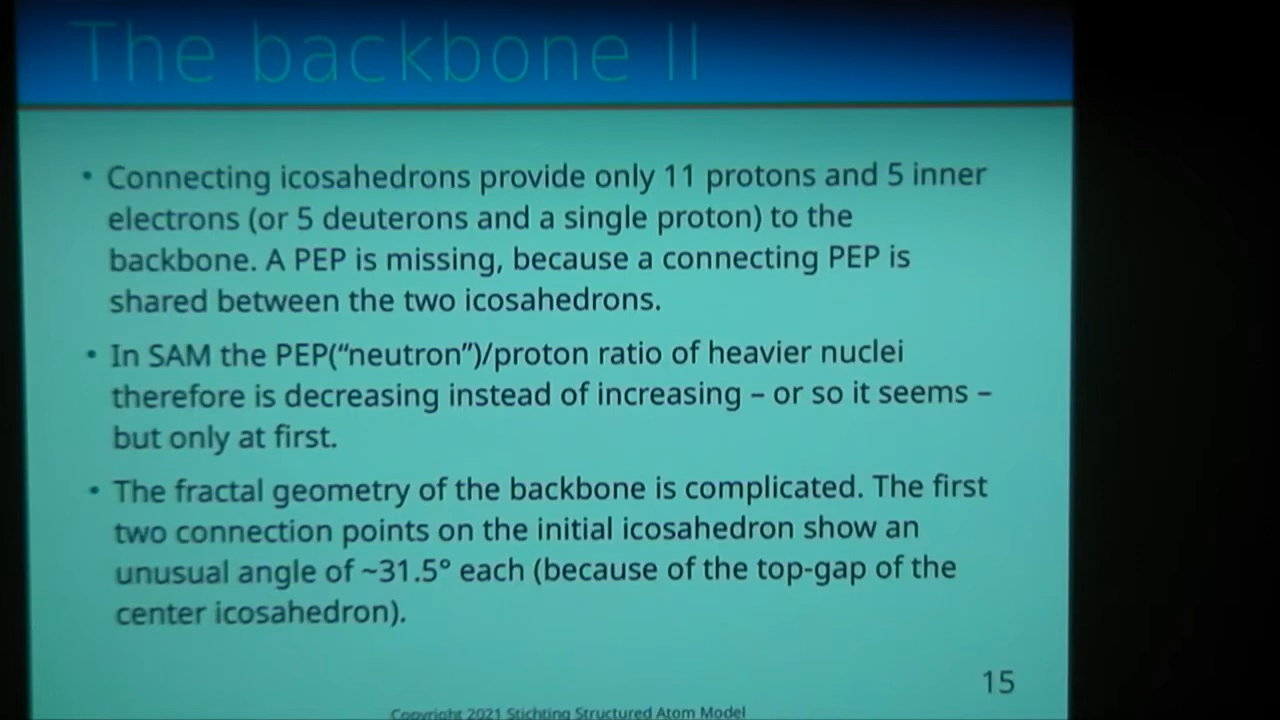 The backbone II
• Connecting icosahedrons provide only 11 protons and 5 inner
electrons (or 5 deuterons and a single proton) to the
backbone. A PEP is missing, because a connecting PEP is
shared between the two icosahedrons.
• In SAM the PEP(“neutron”)/proton ratio of heavier nuclei
therefore is decreasing instead of increasing – or so it seems –
but only at first.
• The fractal geometry of the backbone is complicated. The first
two connection points on the initial icosahedron show an
unusual angle of ~31.5° each (because of the top-gap of the
center icosahedron).
15
Copyright 2021 Stichting Structured Atom Model